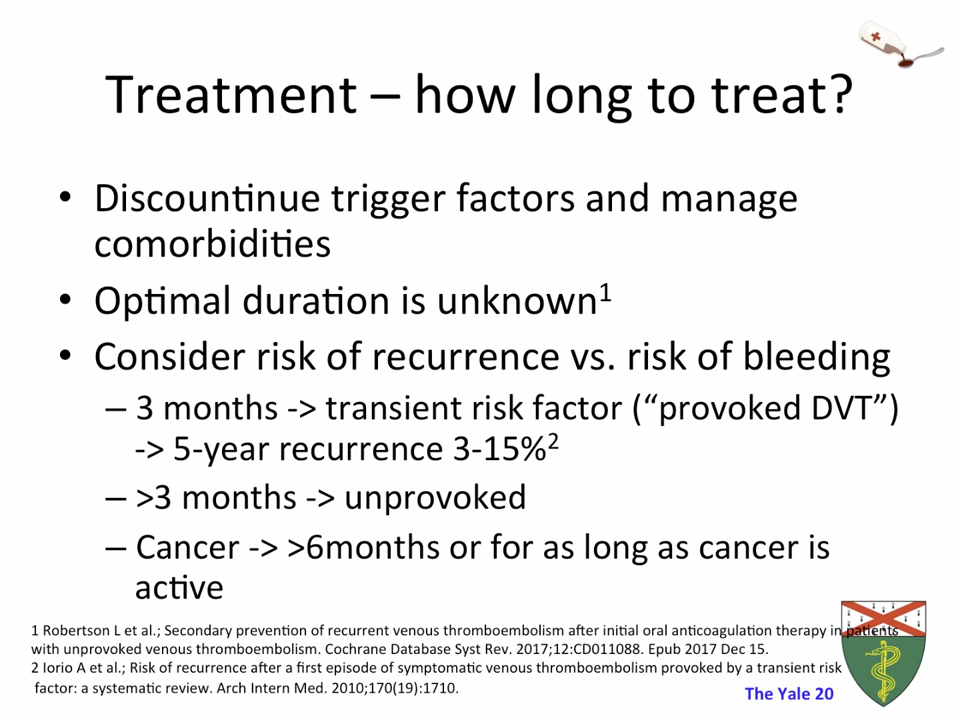 Treatment – how long to treat?
• Discountinue trigger factors and manage
comorbidities
• Optimal duration is unknown1
• Consider risk of recurrence vs. risk of bleeding
– 3 months -> transient risk factor (“provoked DVT”)
-> 5-year recurrence 3-15%2
– >3 months -> unprovoked
– Cancer -> >6months or for as long as cancer is
active
1 Robertson L et al.; Secondary prevention of recurrent venous thromboembolism after initial oral anticoagulation therapy in patients
with unprovoked venous thromboembolism. Cochrane Database Syst Rev. 2017;12:CD011088. Epub 2017 Dec 15.
2 Iorio A et al.; Risk of recurrence after a first episode of symptomatic venous thromboembolism provoked by a transient risk
factor: a systematic review. Arch Intern Med. 2010;170(19):1710.
The Yale 20